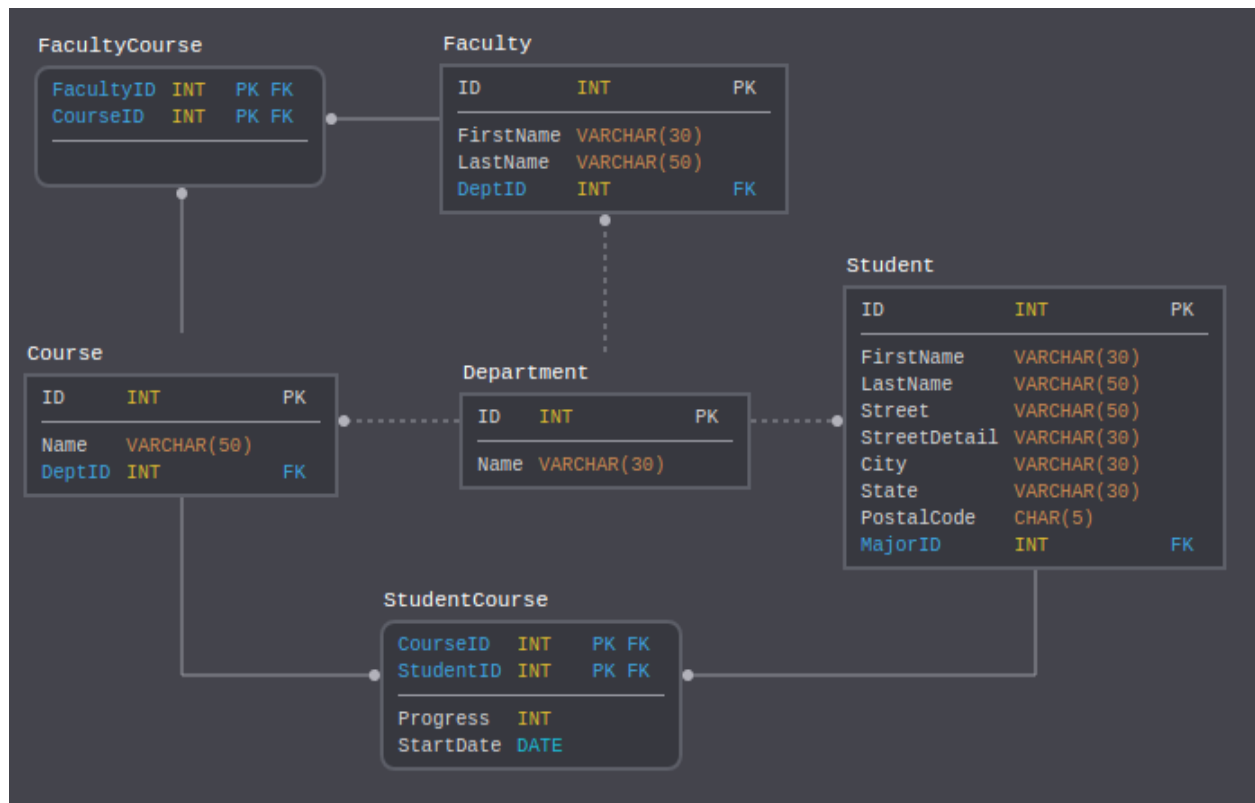 FacultyCourse
FacultyID INT PK FK
CourseID INT PK FK
Faculty
ID INT PK
FirstName VARCHAR(30)
LastName VARCHAR(50)
DeptID INT FK
Student
ID INT PK
FirstName VARCHAR(30)
LastName VARCHAR(50)
Street VARCHAR(50)
StreetDetail VARCHAR(30)
City VARCHAR(30)
State VARCHAR(30)
PostalCode CHAR(5)
MajorID INT FK
Course
ID INT PK
Name VARCHAR(50)
DeptID INT FK
Department
ID INT PK
Name VARCHAR(30)
StudentCourse
CourseID INT PK FK
StudentID INT PK FK
Progress INT
StartDate DATE